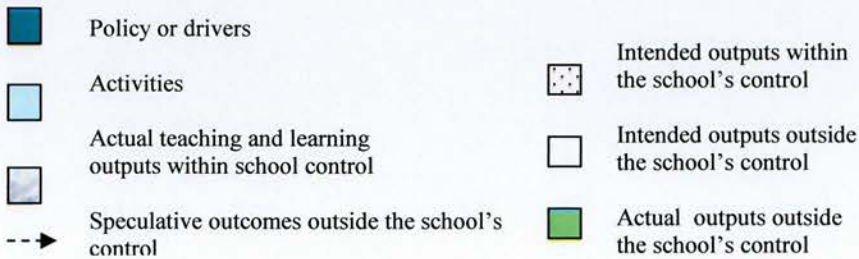 Policy or drivers
Activities
Actual teaching and learning
outputs within school control
Speculative outcomes outside the school's
control
Intended outputs within
the school's control
Intended outputs outside
the school's control
Actual outputs outside
the school's control